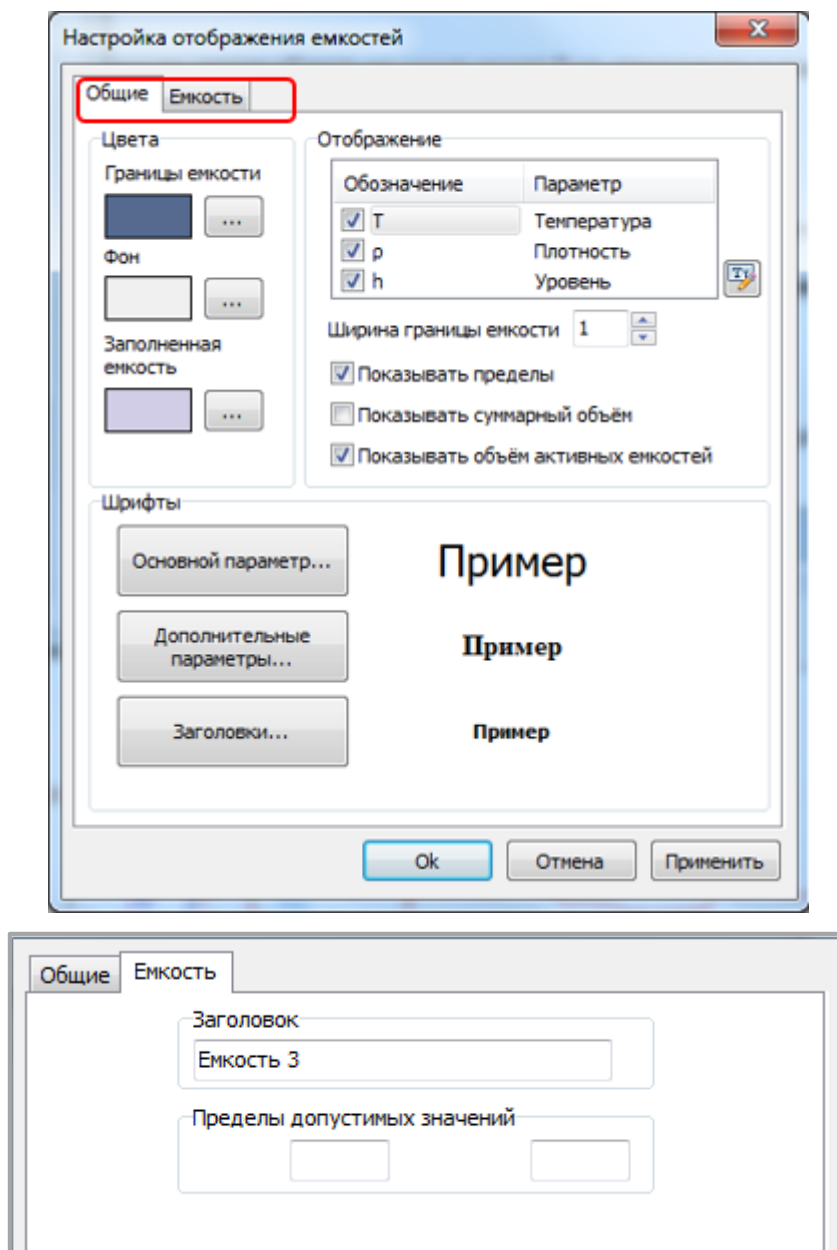 Настройка отображения емкостей
Общие Емкость
Цвета
Границы емкости
...
Фон
...
Заполненная
емкость
...
Отображение
Обозначение Параметр
T Температура
ρ Плотность
h Уровень
Ширина границы емкости 1
Показывать пределы
Показывать суммарный объём
Показывать объём активных емкостей
Шрифты
Основной параметр... Пример
Дополнительные
параметры...
Пример
Заголовки... Пример
Ok Отмена Применить
Общие Емкость
Заголовок
Емкость 3
Пределы допустимых значений